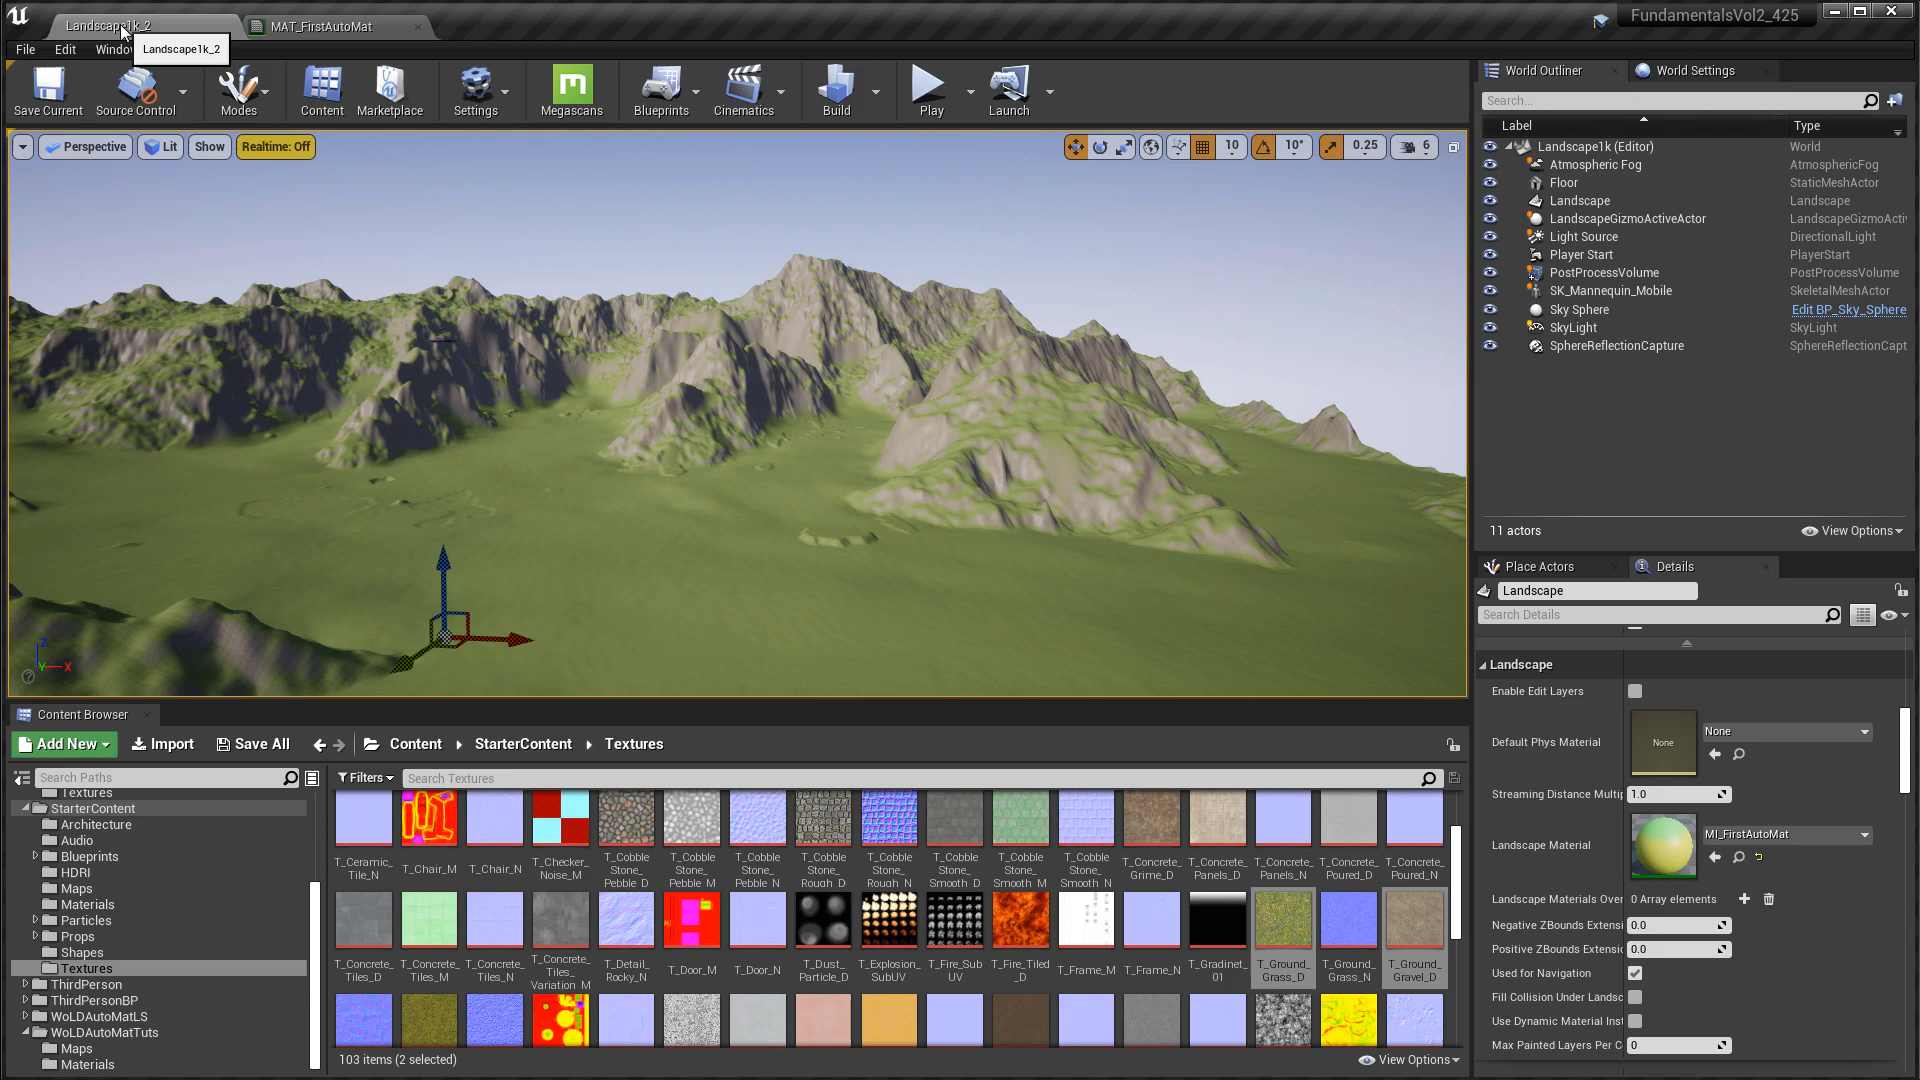 Landscape1k_2
MAT_FirstAutoMat
FundamentalsVol2_425
File
Edit
Landscape1k_2
Save Current
Source Control
Modes
Content
Marketplace
Settings
Megascans
Blueprints
Cinematics
Build
Play
Launch
World Outliner
World Settings
Search...
Label
Type
Perspective
Lit
Show
Realtime: Off
10
10°
0.25
6
Landscape1k (Editor)
World
Atmospheric Fog
AtmosphericFog
Floor
StaticMeshActor
Landscape
Landscape
LandscapeGizmoActiveActor
LandscapeGizmoActiv
Light Source
DirectionalLight
Player Start
PlayerStart
PostProcessVolume
PostProcessVolume
SK_Mannequin_Mobile
SkeletalMeshActor
Sky Sphere
Edit BP_Sky_Sphere
SkyLight
SkyLight
SphereReflectionCapture
SphereReflectionCapt
11 actors
View Options
Place Actors
Details
Landscape
Search Details
Landscape
Enable Edit Layers
Default Phys Material
None
None
Streaming Distance Multip
1.0
Landscape Material
MI_FirstAutoMat
Landscape Materials Over
0 Array elements
Negative ZBounds Extensi
0.0
Positive ZBounds Extensic
0.0
Used for Navigation
Fill Collision Under Landsc
Use Dynamic Material Inst
Max Painted Layers Per C
0
Z
Y
X
Content Browser
Add New
Import
Save All
Content
StarterContent
Textures
Search Paths
Filters
Search Textures
Textures
StarterContent
Architecture
Audio
Blueprints
HDRI
Maps
Materials
Particles
Props
Shapes
Textures
ThirdPerson
ThirdPersonBP
WoLDAutoMatLS
WoLDAutoMatTuts
Maps
Materials
T_Ceramic_
Tile_N
T_Chair_M
T_Chair_N
T_Checker_
Noise_M
T_Cobble
Stone_
Pebble_D
T_Cobble
Stone_
Pebble_M
T_Cobble
Stone_
Pebble_N
T_Cobble
Stone_
Rough_D
T_Cobble
Stone_
Rough_N
T_Cobble
Stone_
Smooth_D
T_Cobble
Stone_
Smooth_M
T_Cobble
Stone_
Smooth_N
T_Concrete_
Grime_D
T_Concrete_
Panels_D
T_Concrete_
Panels_N
T_Concrete_
Poured_D
T_Concrete_
Poured_N
T_Concrete_
Tiles_D
T_Concrete_
Tiles_M
T_Concrete_
Tiles_N
T_Concrete_
Tiles_
Variation_M
T_Detail_
Rocky_N
T_Door_M
T_Door_N
T_Dust_
Particle_D
T_Explosion_
SubUV
T_Fire_Sub
UV
T_Fire_Tiled
_D
T_Frame_M
T_Frame_N
T_Gradinet_
01
T_Ground_
Grass_D
T_Ground_
Grass_N
T_Ground_
Gravel_D
103 items (2 selected)
View Options